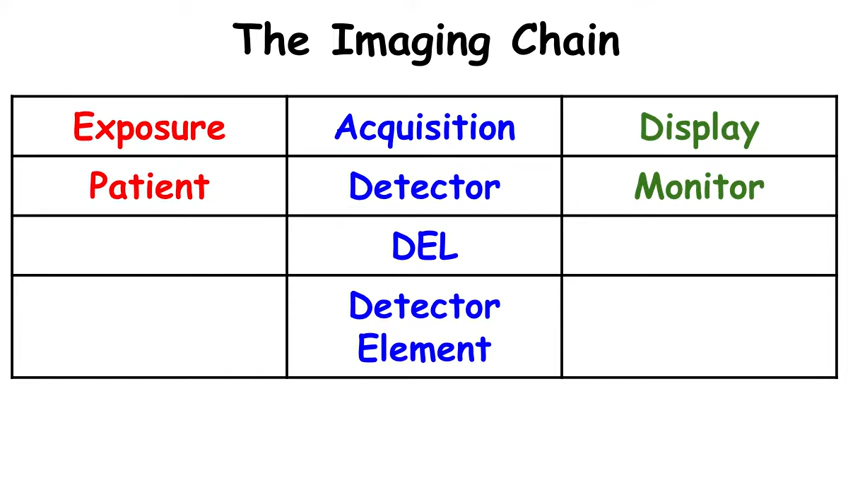 The Imaging Chain
Exposure
Acquisition
Display
Patient
Detector
Monitor
DEL
Detector
Element